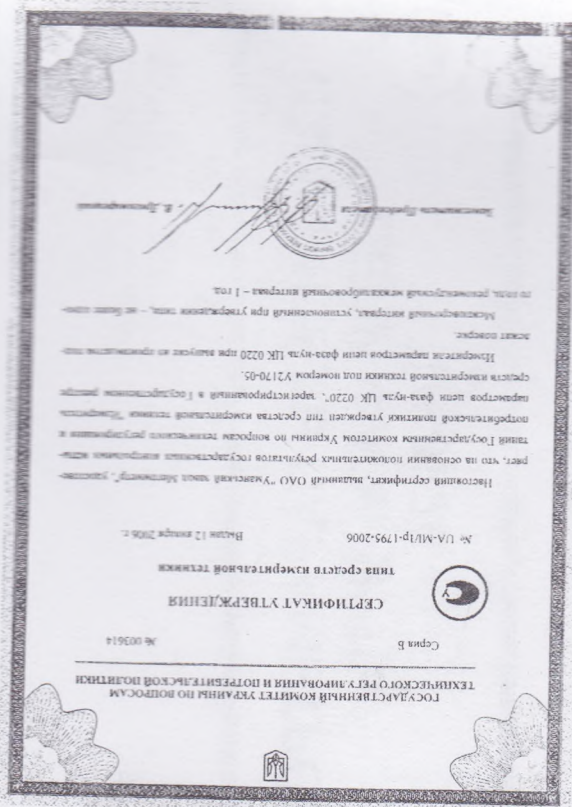 ГОСУДАРСТВЕННЫЙ КОМИТЕТ УКРАИНЫ ПО ВОПРОСАМ
ТЕХНИЧЕСКОГО РЕГУЛИРОВАНИЯ И ПОТРЕБИТЕЛЬСКОЙ ПОЛИТИКИ
Серия Б № 003614
СЕРТИФИКАТ УТВЕРЖДЕНИЯ
типа средств измерительной техники
№ UA-MI/1p-1795-2006 Выдан 12 января 2006 г.
Настоящий сертификат, выданный ОАО "Уманський завод Мегомметр", удостове-
ряет, что на основании положительных результатов государственных контрольных испы-
таний Государственным комитетом Украины по вопросам технического регулирования и
потребительской политики утвержден тип средства измерительной техники "Измеритель
параметров цепи фаза-нуль ЦК 0220", зарегистрированный в Государственном реестре
средств измерительной техники под номером У2170-05.
Измерители параметров цепи фаза-нуль ЦК 0220 при выпуске из производства под-
лежат поверке.
Межповерочный интервал, установленный при утверждении типа, – не более одно-
го года, рекомендуемый межкалибровочный интервал – 1 год.
Заместитель Председателя